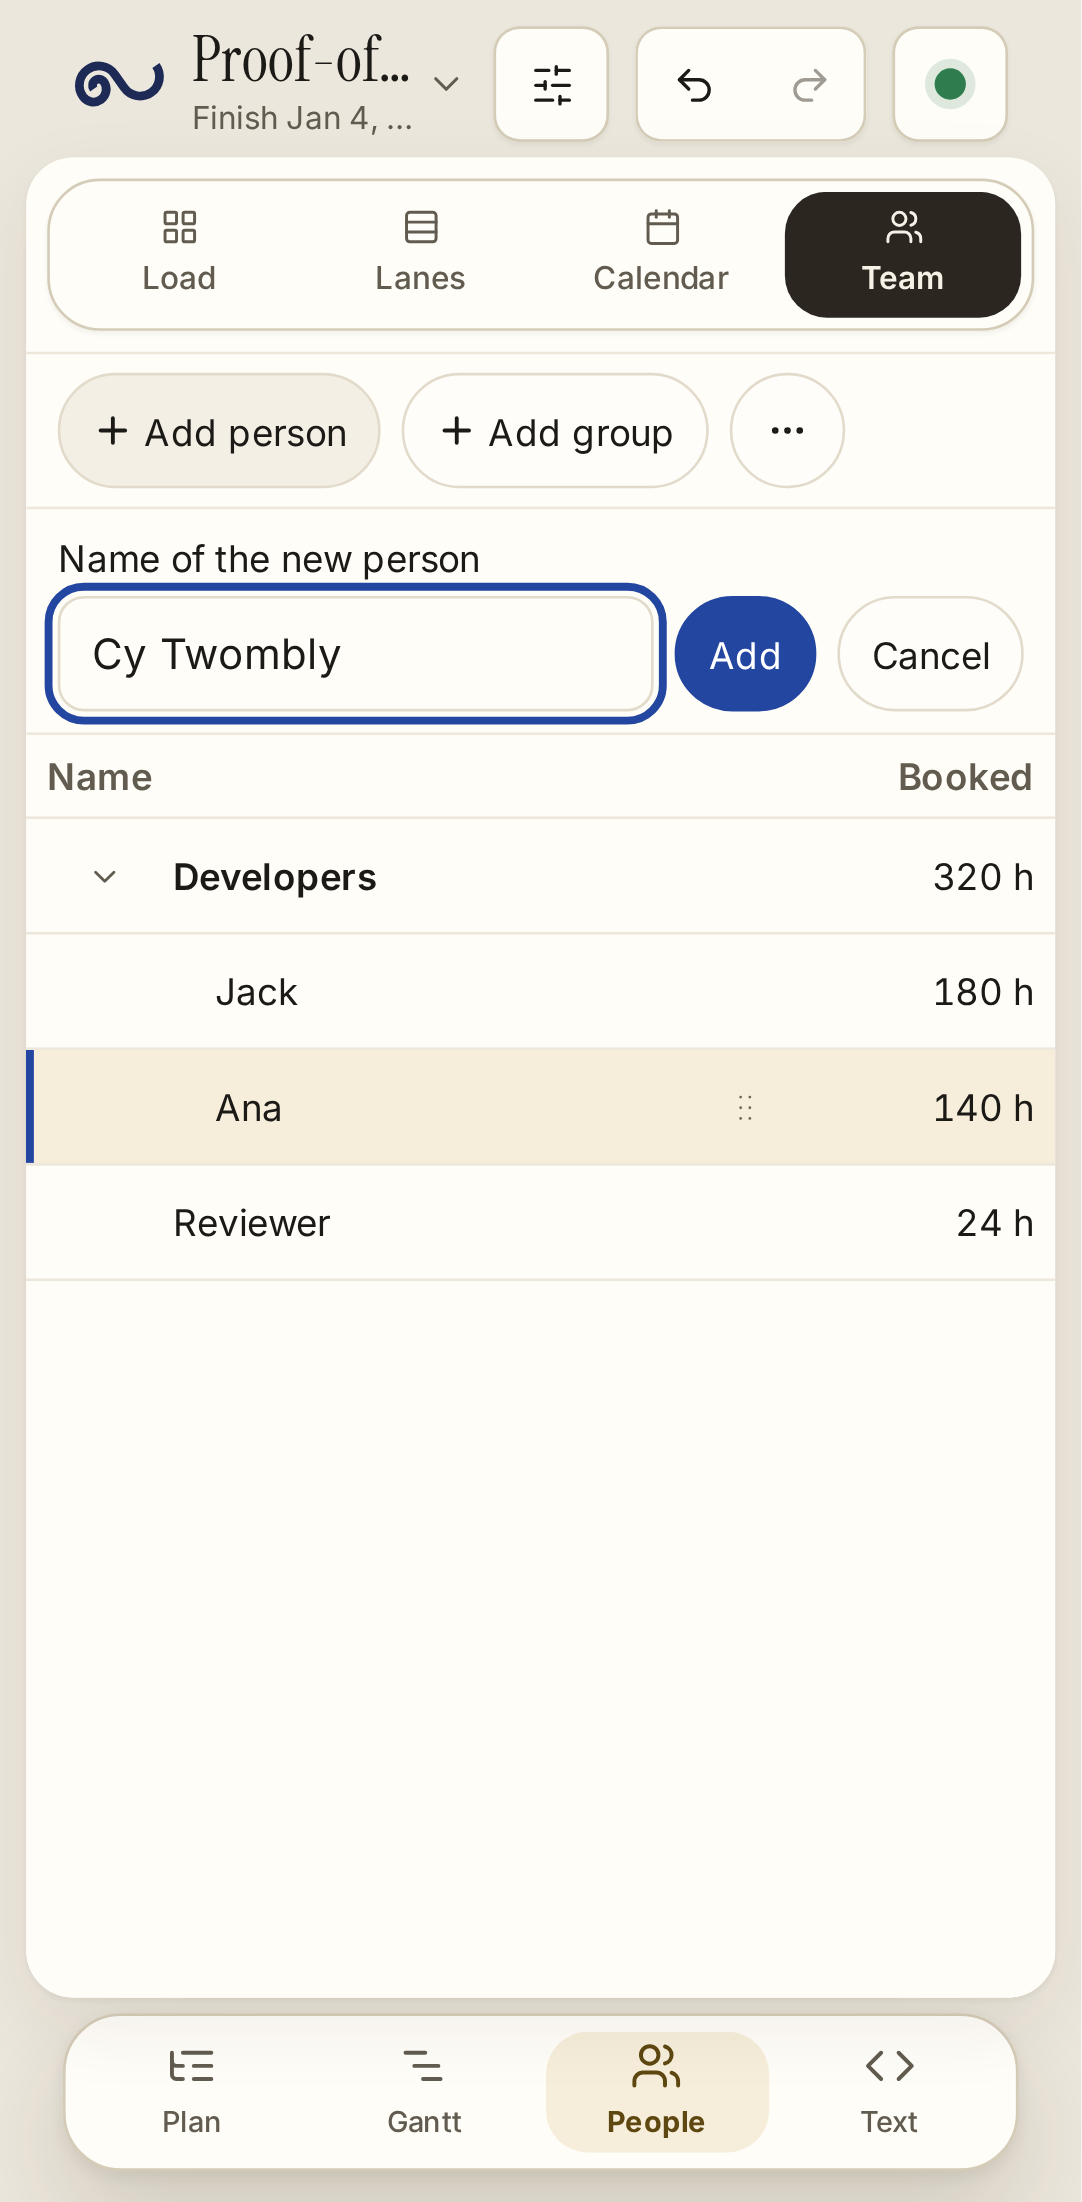 Proof-of…
Finish Jan 4, …
Load
Lanes
Calendar
Team
Add person
Add group
Name of the new person
Cy Twombly
Add
Cancel
Name
Booked
Developers
320 h
Jack
180 h
Ana
140 h
Reviewer
24 h
Plan
Gantt
People
Text